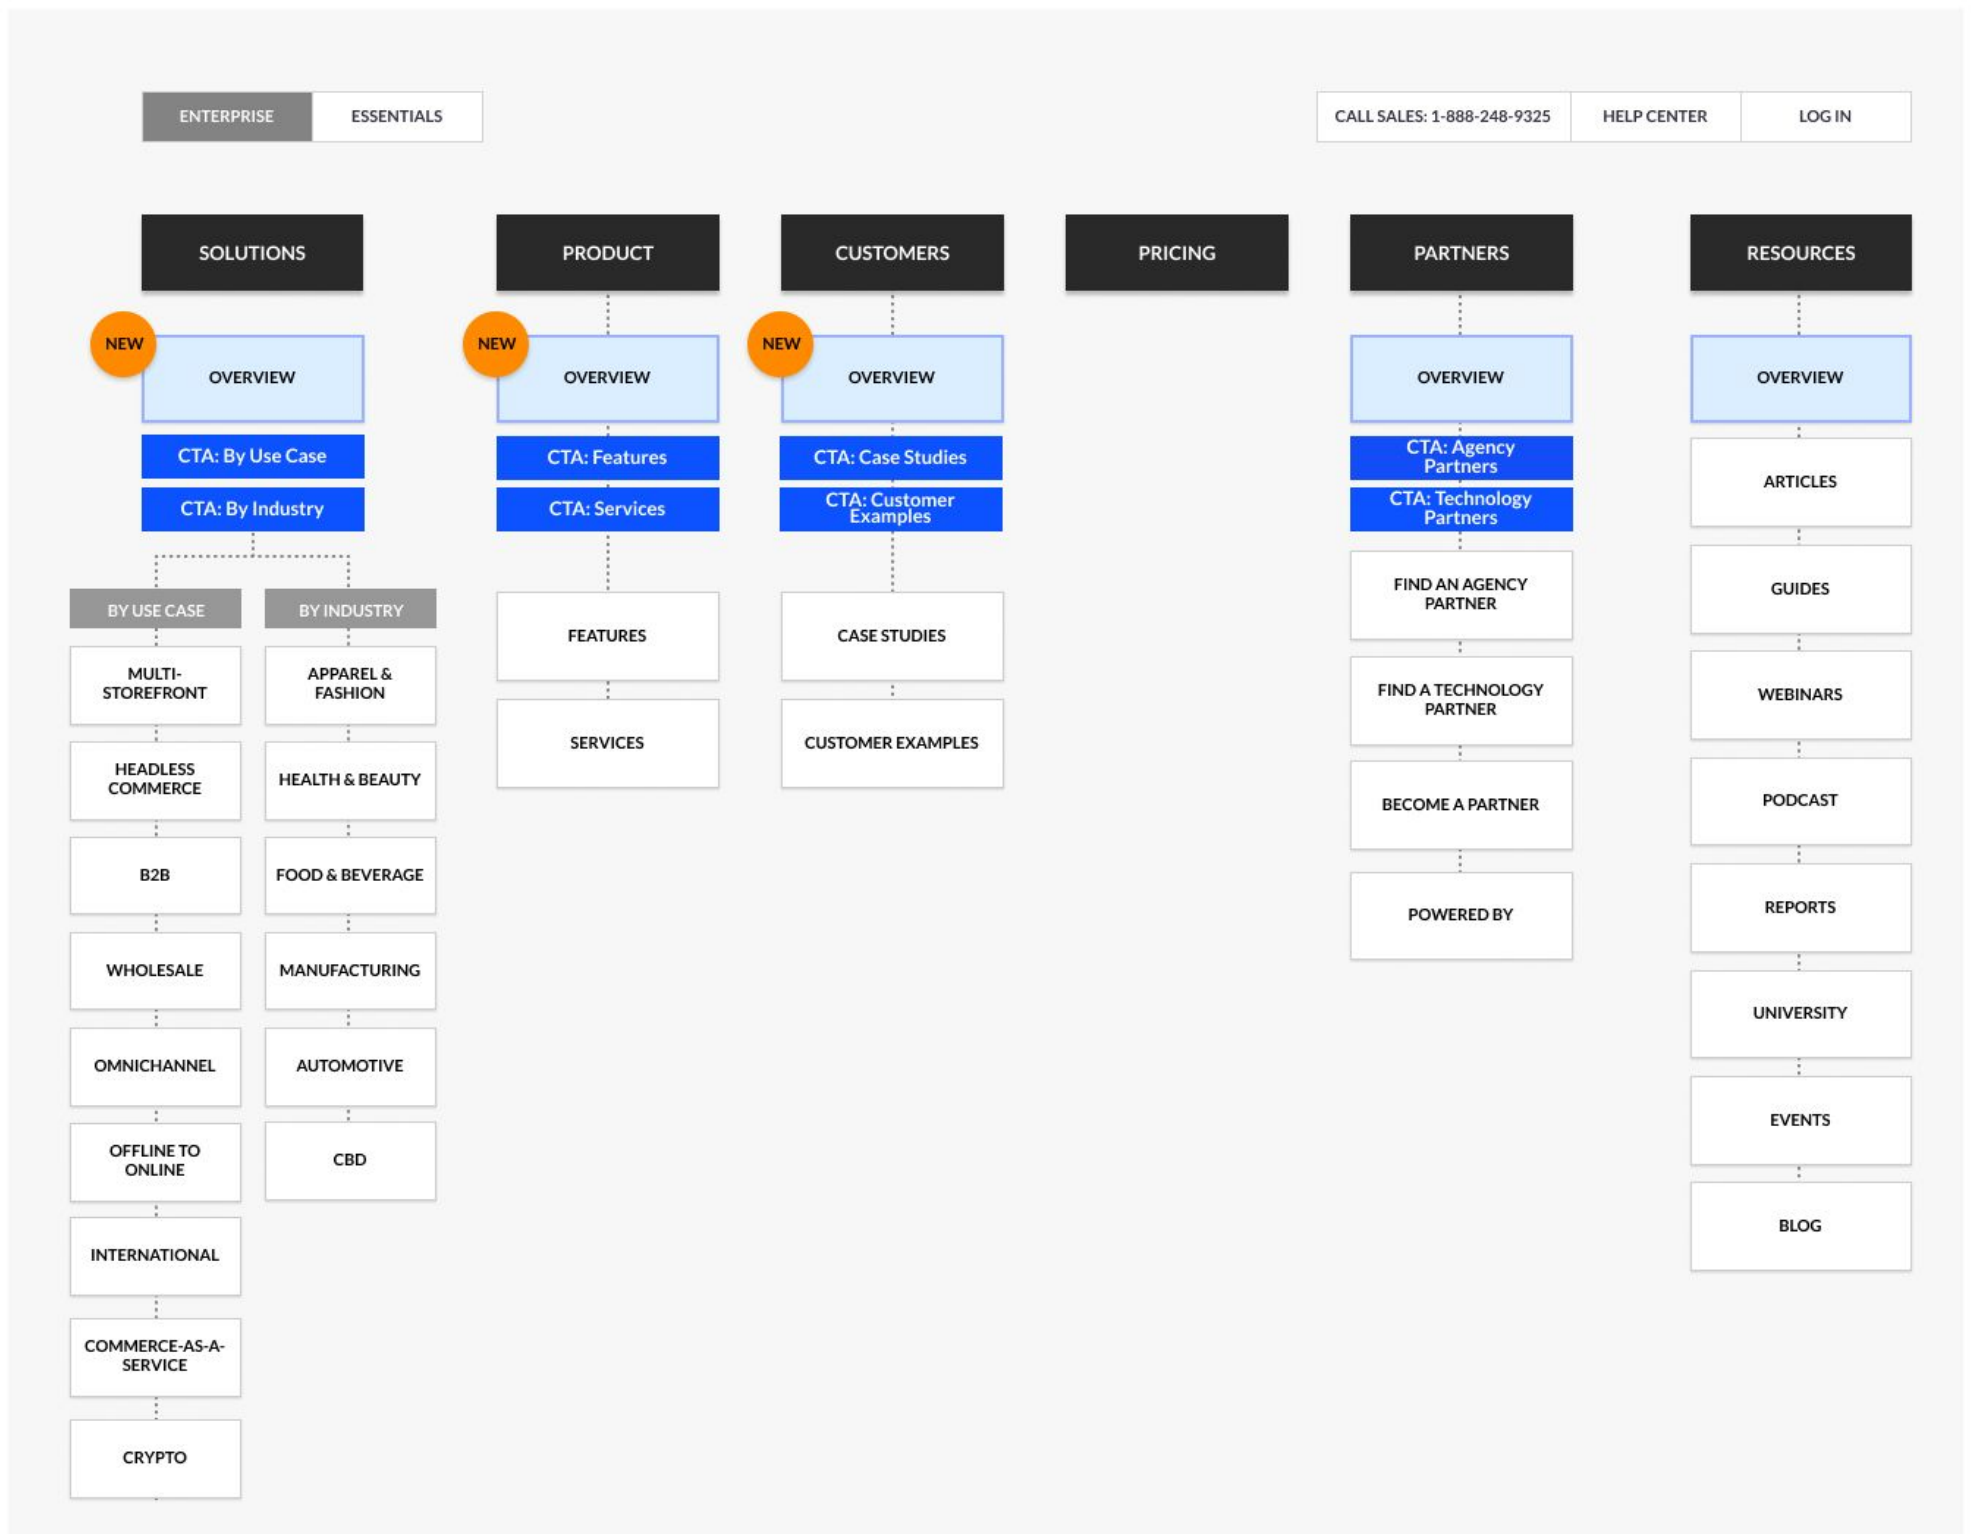 ENTERPRISE
ESSENTIALS
CALL SALES: 1-888-248-9325
HELP CENTER
LOG IN
SOLUTIONS
NEW
OVERVIEW
CTA: By Use Case
CTA: By Industry
BY USE CASE
MULTI-
STOREFRONT
HEADLESS
COMMERCE
B2B
WHOLESALE
OMNICHANNEL
OFFLINE TO
ONLINE
INTERNATIONAL
COMMERCE-AS-A-
SERVICE
CRYPTO
BY INDUSTRY
APPAREL &
FASHION
HEALTH & BEAUTY
FOOD & BEVERAGE
MANUFACTURING
AUTOMOTIVE
CBD
PRODUCT
NEW
OVERVIEW
CTA: Features
CTA: Services
FEATURES
SERVICES
CUSTOMERS
NEW
OVERVIEW
CTA: Case Studies
CTA: Customer
Examples
CASE STUDIES
CUSTOMER EXAMPLES
PRICING
PARTNERS
OVERVIEW
CTA: Agency
Partners
CTA: Technology
Partners
FIND AN AGENCY
PARTNER
FIND A TECHNOLOGY
PARTNER
BECOME A PARTNER
POWERED BY
RESOURCES
OVERVIEW
ARTICLES
GUIDES
WEBINARS
PODCAST
REPORTS
UNIVERSITY
EVENTS
BLOG